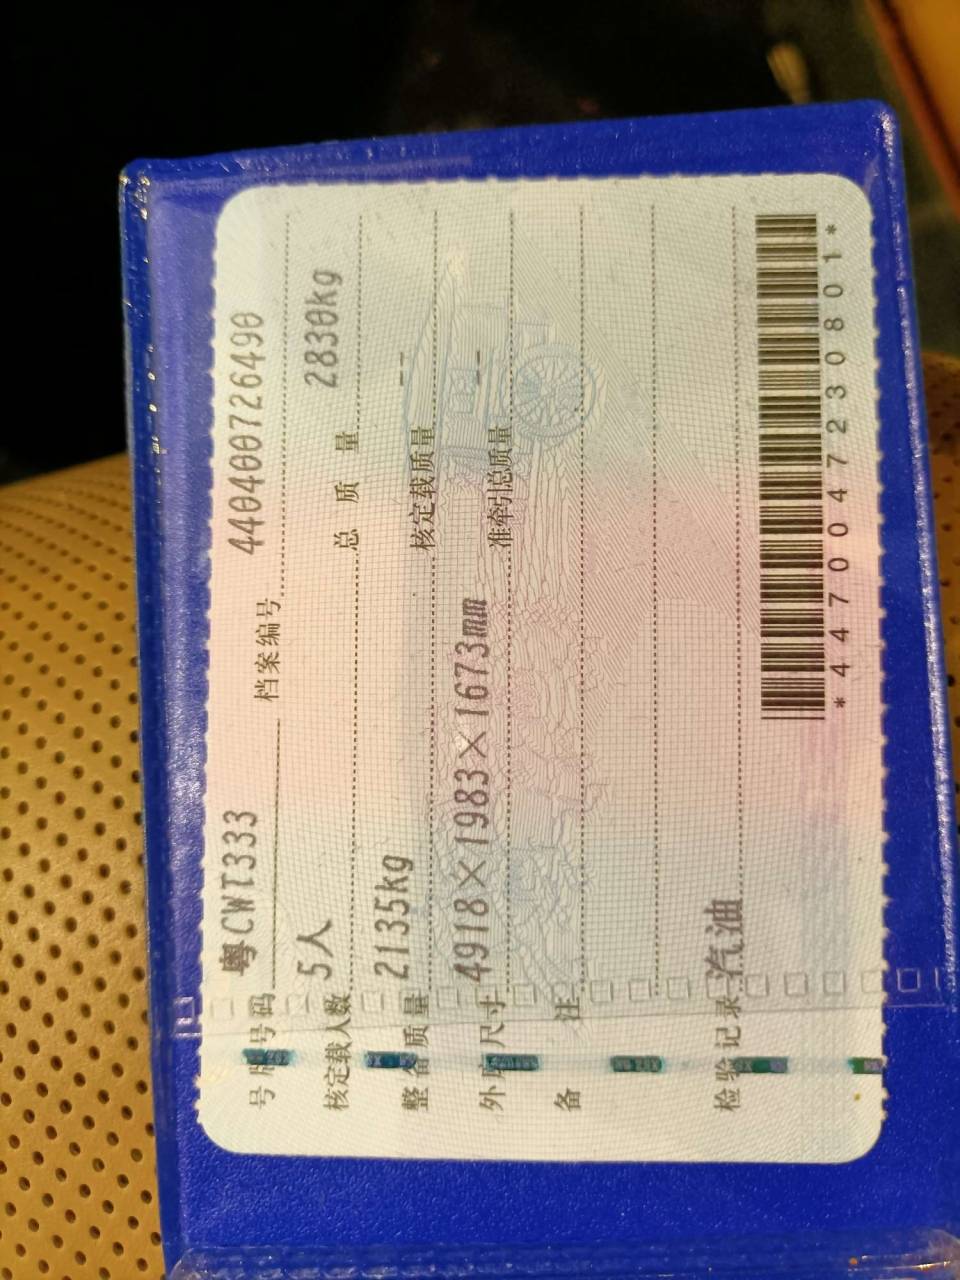 号牌号码 粤CWT333 档案编号 440400726490
核定载人数 5人 总质量 2830kg
整备质量 2135kg 核定载质量 --
外廓尺寸 4918×1983×1673mm 准牵引总质量 --
备注
检验记录 汽油
*4470047230801*